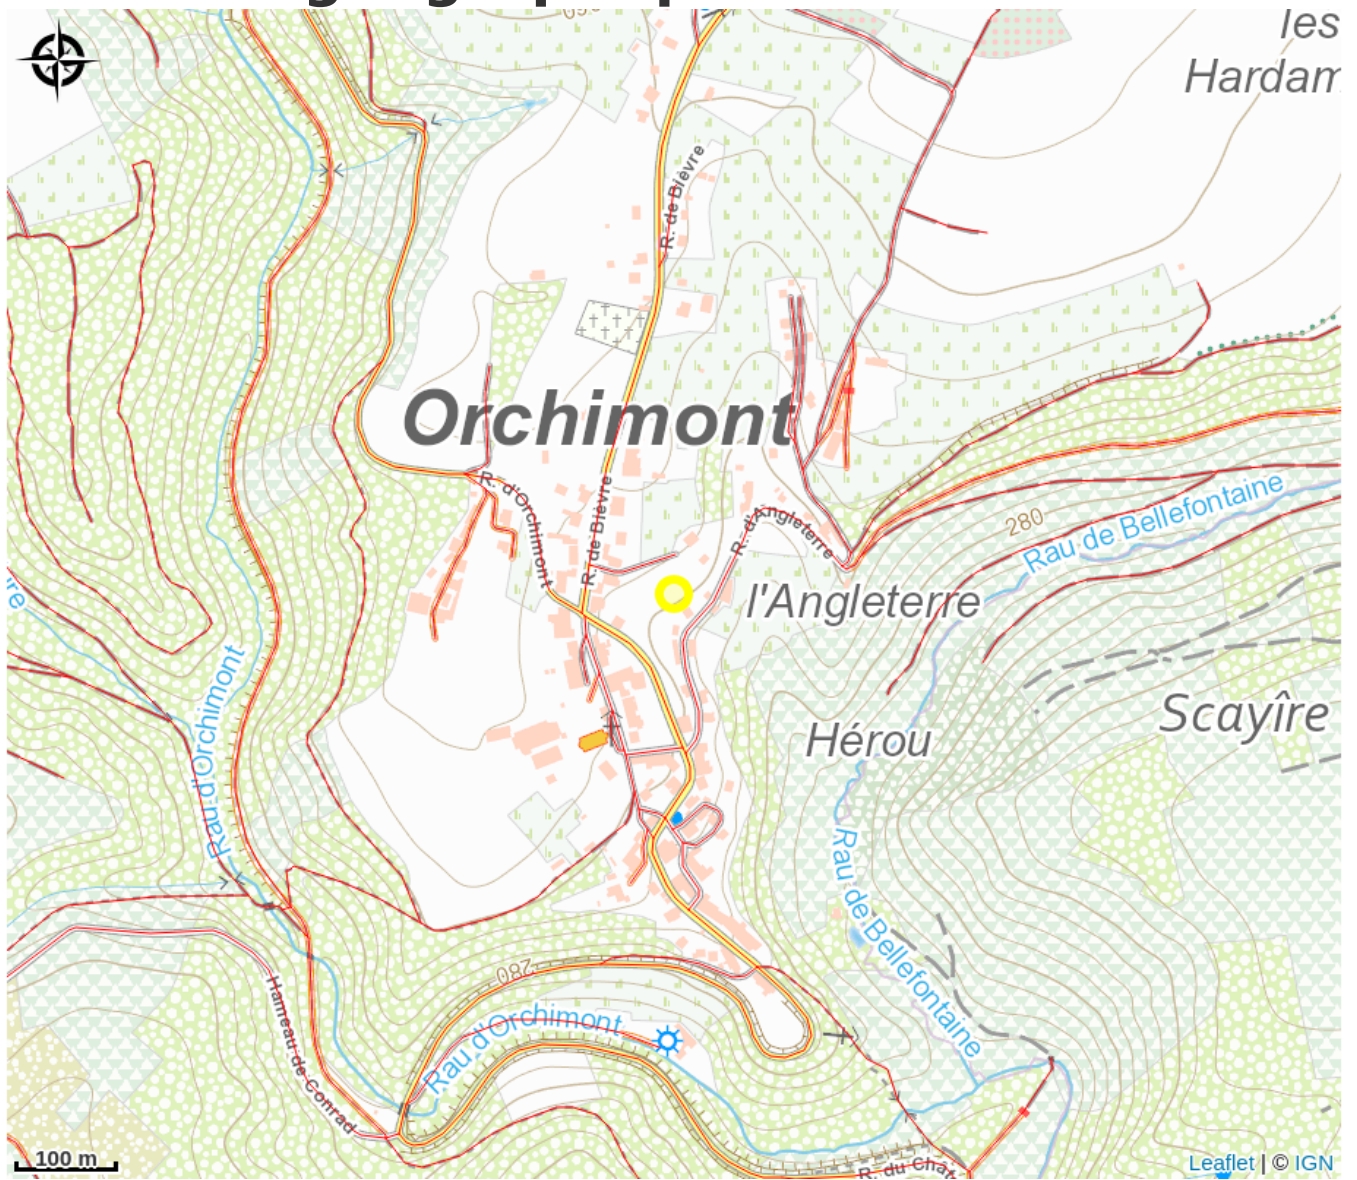 les
Hardam
R. de Bièvre
Orchimont
R. d'Orchimont
R. de Bièvre
R. d'Angleterre
280
Rau de Bellefontaine
l'Angleterre
Rau d'Orchimont
Hérou
Scayîre
Rau de Bellefontaine
280
Hameau de Conrad
Rau d'Orchimont
R. du Chat
100 m
Leaflet | © IGN